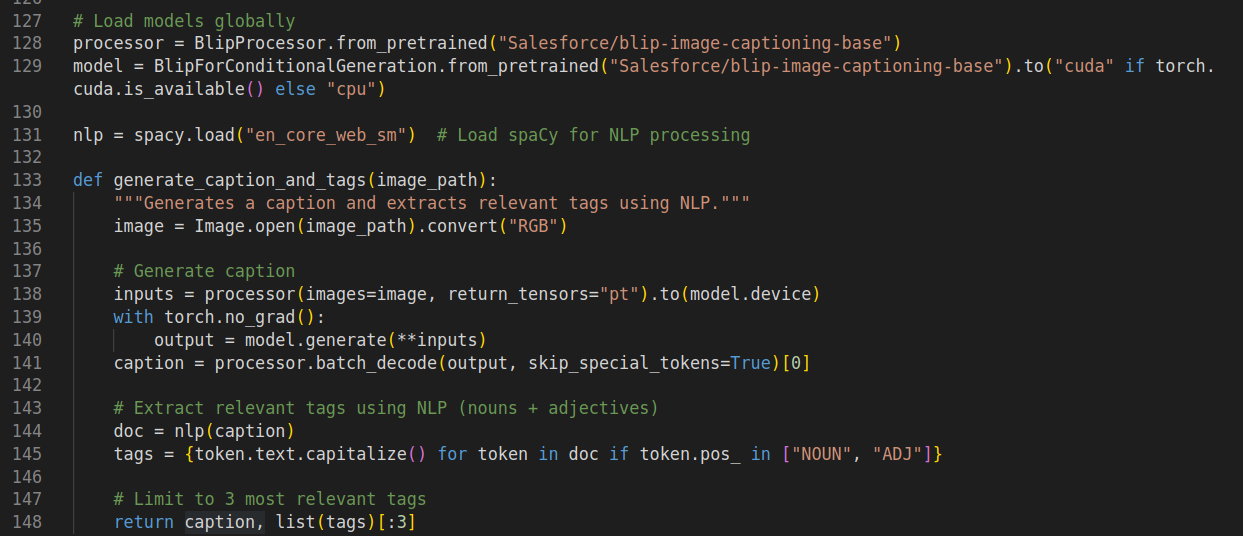 127 # Load models globally
128 processor = BlipProcessor.from_pretrained("Salesforce/blip-image-captioning-base")
129 model = BlipForConditionalGeneration.from_pretrained("Salesforce/blip-image-captioning-base").to("cuda" if torch.
cuda.is_available() else "cpu")
130
131 nlp = spacy.load("en_core_web_sm")  # Load spaCy for NLP processing
132
133 def generate_caption_and_tags(image_path):
134     """Generates a caption and extracts relevant tags using NLP."""
135     image = Image.open(image_path).convert("RGB")
136
137     # Generate caption
138     inputs = processor(images=image, return_tensors="pt").to(model.device)
139     with torch.no_grad():
140         output = model.generate(**inputs)
141     caption = processor.batch_decode(output, skip_special_tokens=True)[0]
142
143     # Extract relevant tags using NLP (nouns + adjectives)
144     doc = nlp(caption)
145     tags = {token.text.capitalize() for token in doc if token.pos_ in ["NOUN", "ADJ"]}
146
147     # Limit to 3 most relevant tags
148     return caption, list(tags)[:3]